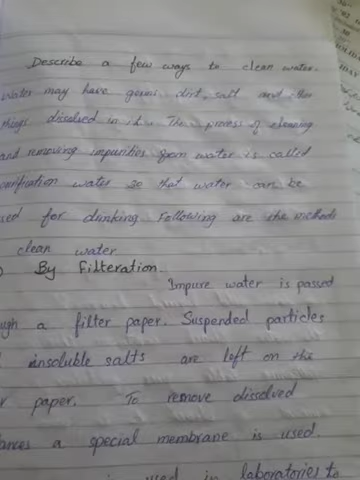 Describe a few ways to clean water.
water may have germs dirt, salt and other
things dissolved in it. The process of cleaning
and removing impurities from water is called
purification water so that water can be
used for drinking Following are the methods
clean water
By Filteration.
Impure water is passed
ugh a filter paper. Suspended particles
insoluble salts are left on the
r paper. To remove dissolved
ances a special membrane is used.
is used in laboratories to